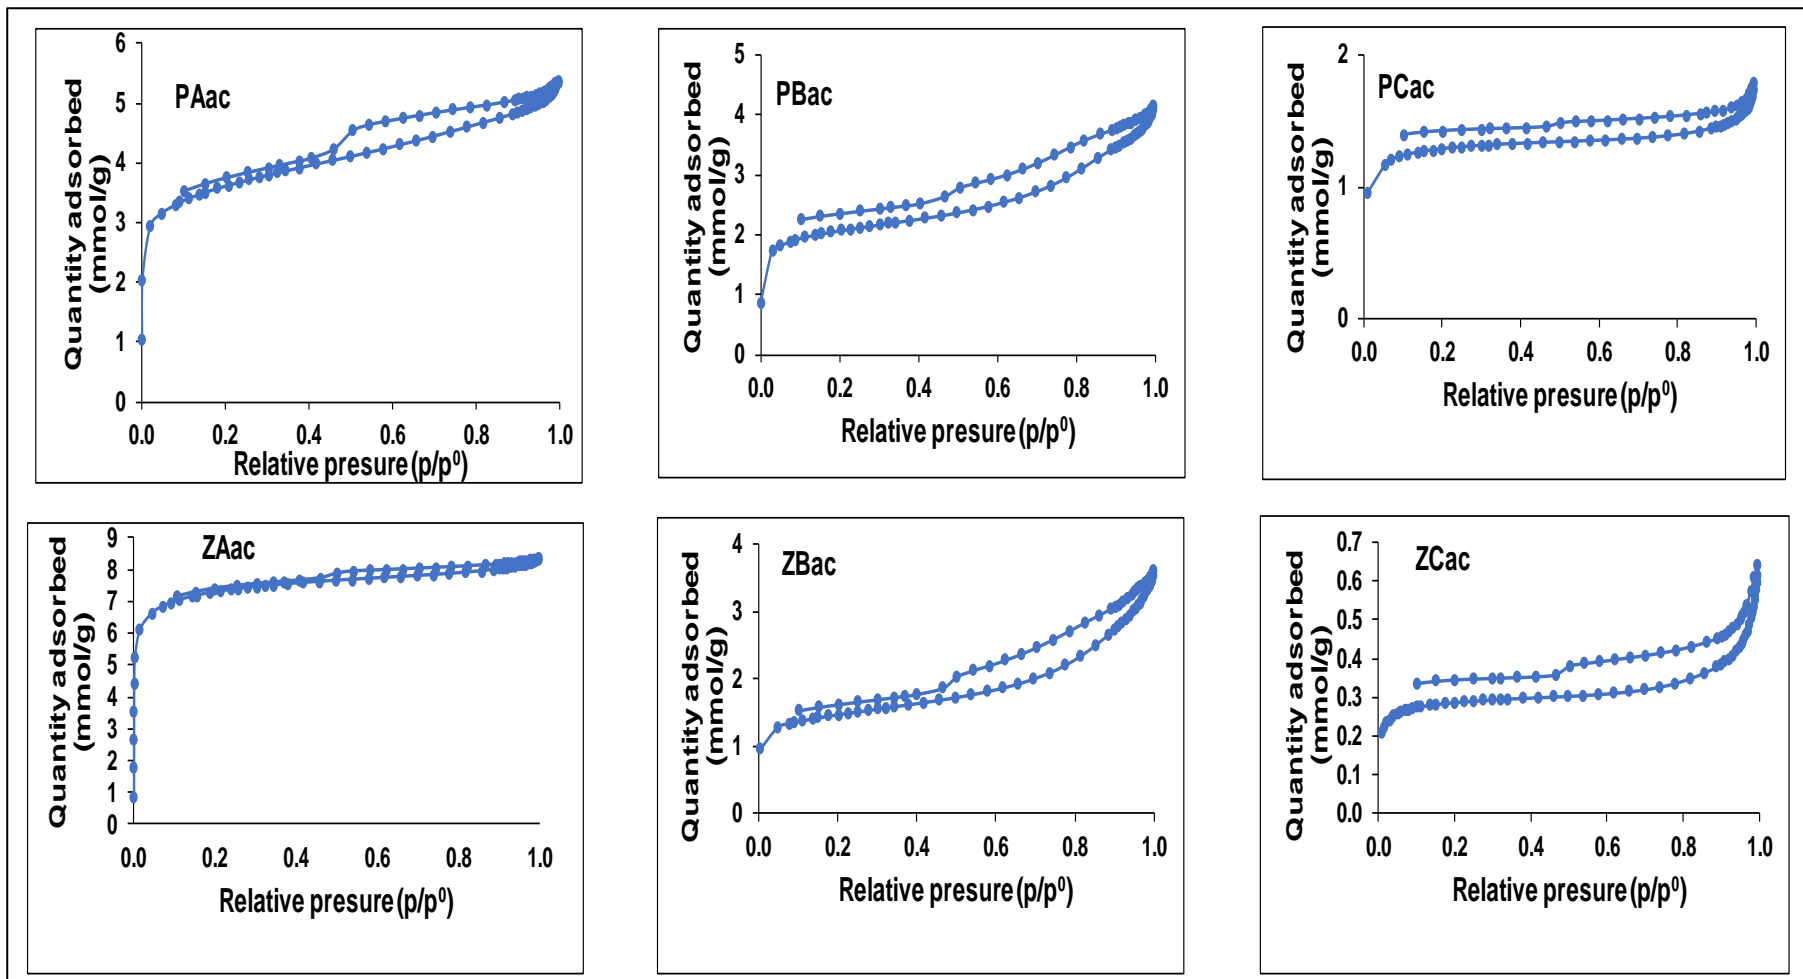 PAac
Quantity adsorbed
(mmol/g)
6
5
4
3
2
1
0
0.0 0.2 0.4 0.6 0.8 1.0
Relative presure (p/p⁰)
PBac
Quantity adsorbed
(mmol/g)
5
4
3
2
1
0
0.0 0.2 0.4 0.6 0.8 1.0
Relative presure (p/p⁰)
PCac
Quantity adsorbed
(mmol/g)
2
1
0
0.0 0.2 0.4 0.6 0.8 1.0
Relative presure (p/p⁰)
ZAac
Quantity adsorbed
(mmol/g)
9
8
7
6
5
4
3
2
1
0
0.0 0.2 0.4 0.6 0.8 1.0
Relative presure (p/p⁰)
ZBac
Quantity adsorbed
(mmol/g)
4
3
2
1
0
0.0 0.2 0.4 0.6 0.8 1.0
Relative presure (p/p⁰)
ZCac
Quantity adsorbed
(mmol/g)
0.7
0.6
0.5
0.4
0.3
0.2
0.1
0.0
0.0 0.2 0.4 0.6 0.8 1.0
Relative presure (p/p⁰)